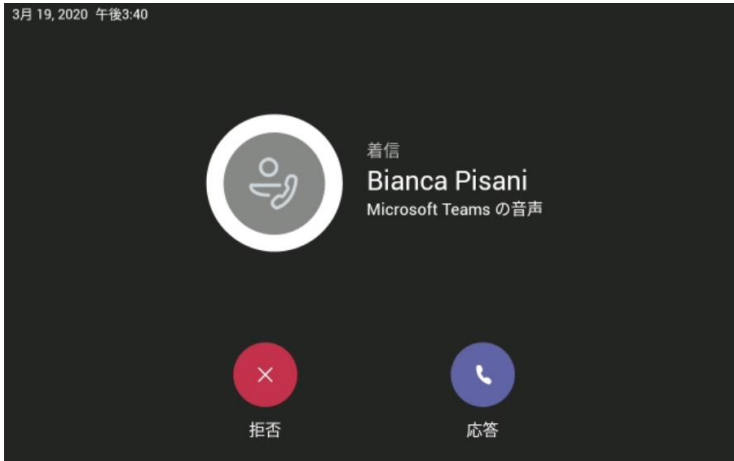 3月 19, 2020 午後3:40
着信
Bianca Pisani
Microsoft Teams の音声
拒否
応答